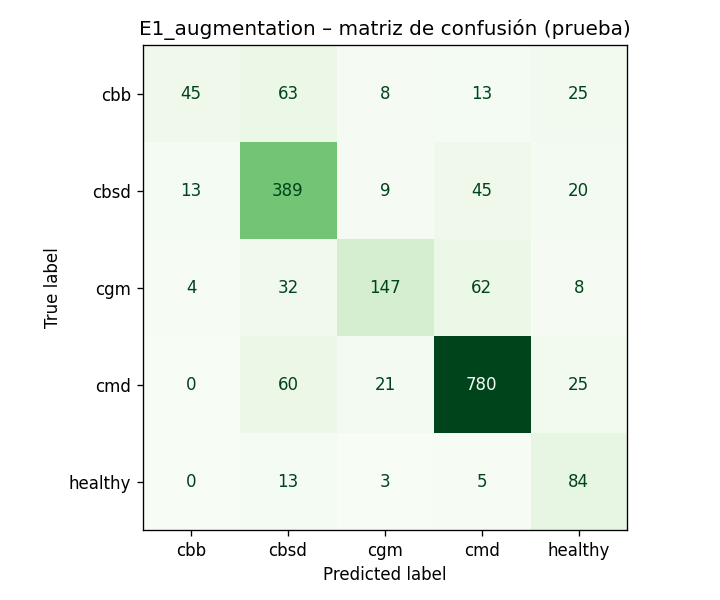 E1_augmentation – matriz de confusión (prueba)
cbb 45 63 8 13 25
cbsd 13 389 9 45 20
cgm 4 32 147 62 8
cmd 0 60 21 780 25
healthy 0 13 3 5 84
cbb cbsd cgm cmd healthy
Predicted label
True label